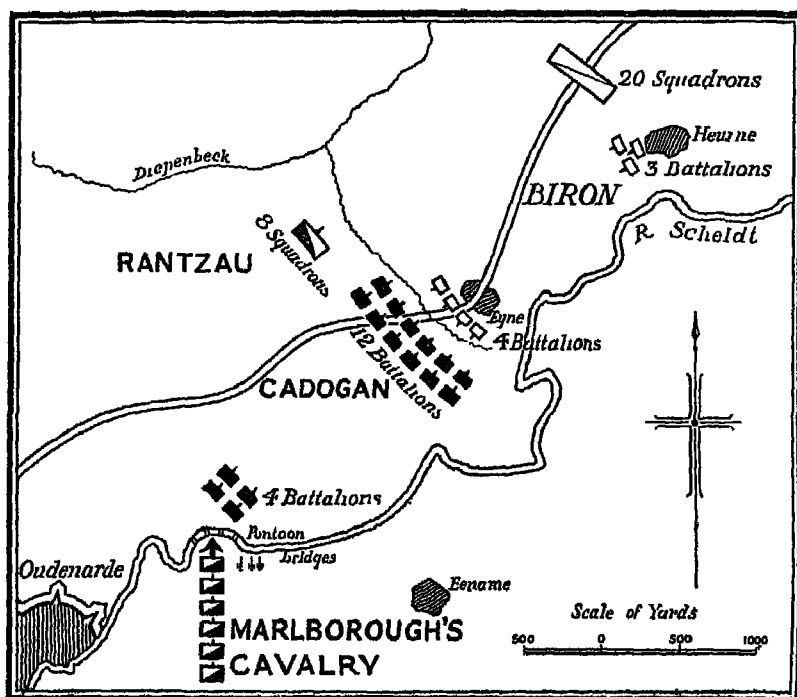 20 Squadrons
Heurne
3 Battalions
BIRON
R. Scheldt
Diepenbeck
8 Squadrons
RANTZAU
Eyne
4 Battalions
12 Battalions
CADOGAN
4 Battalions
Pontoon
bridges
Oudenarde
Eename
MARLBOROUGH'S
CAVALRY
Scale of Yards
500 0 500 1000